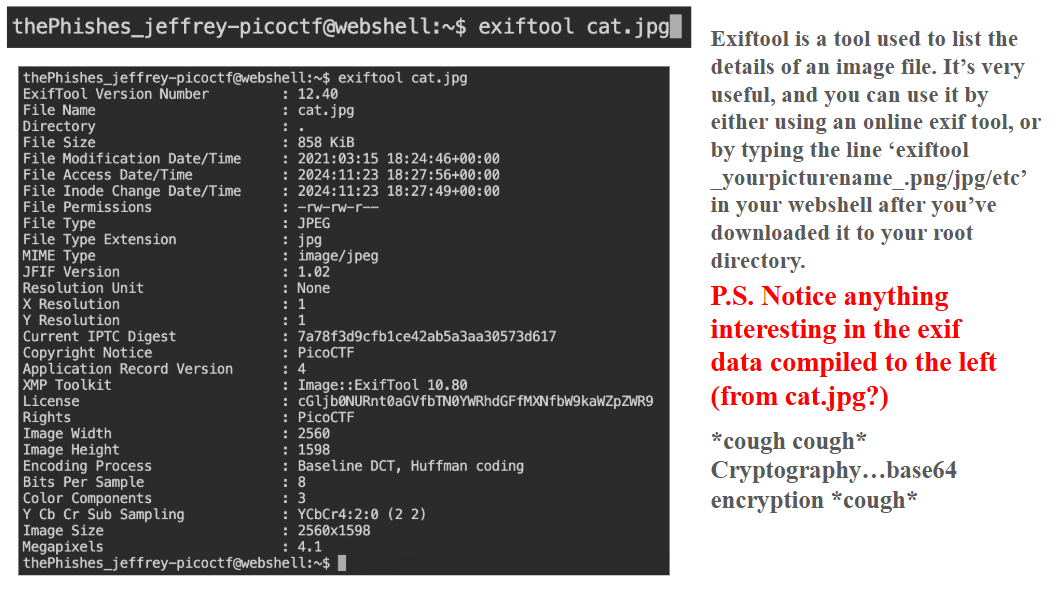 thePhishes_jeffrey-picoctf@webshell:~$ exiftool cat.jpg
thePhishes_jeffrey-picoctf@webshell:~$ exiftool cat.jpg
ExifTool Version Number : 12.40
File Name : cat.jpg
Directory : .
File Size : 858 KiB
File Modification Date/Time : 2021:03:15 18:24:46+00:00
File Access Date/Time : 2024:11:23 18:27:56+00:00
File Inode Change Date/Time : 2024:11:23 18:27:49+00:00
File Permissions : -rw-rw-r--
File Type : JPEG
File Type Extension : jpg
MIME Type : image/jpeg
JFIF Version : 1.02
Resolution Unit : None
X Resolution : 1
Y Resolution : 1
Current IPTC Digest : 7a78f3d9cfb1ce42ab5a3aa30573d617
Copyright Notice : PicoCTF
Application Record Version : 4
XMP Toolkit : Image::ExifTool 10.80
License : cGljb0NURnt0aGVfbTN0YWRhdGFfMXNfbW9kaWZpZWR9
Rights : PicoCTF
Image Width : 2560
Image Height : 1598
Encoding Process : Baseline DCT, Huffman coding
Bits Per Sample : 8
Color Components : 3
Y Cb Cr Sub Sampling : YCbCr4:2:0 (2 2)
Image Size : 2560x1598
Megapixels : 4.1
thePhishes_jeffrey-picoctf@webshell:~$
Exiftool is a tool used to list the
details of an image file. It’s very
useful, and you can use it by
either using an online exif tool, or
by typing the line ‘exiftool
_yourpicturename_.png/jpg/etc’
in your webshell after you’ve
downloaded it to your root
directory.
P.S. Notice anything
interesting in the exif
data compiled to the left
(from cat.jpg?)
*cough cough*
Cryptography…base64
encryption *cough*